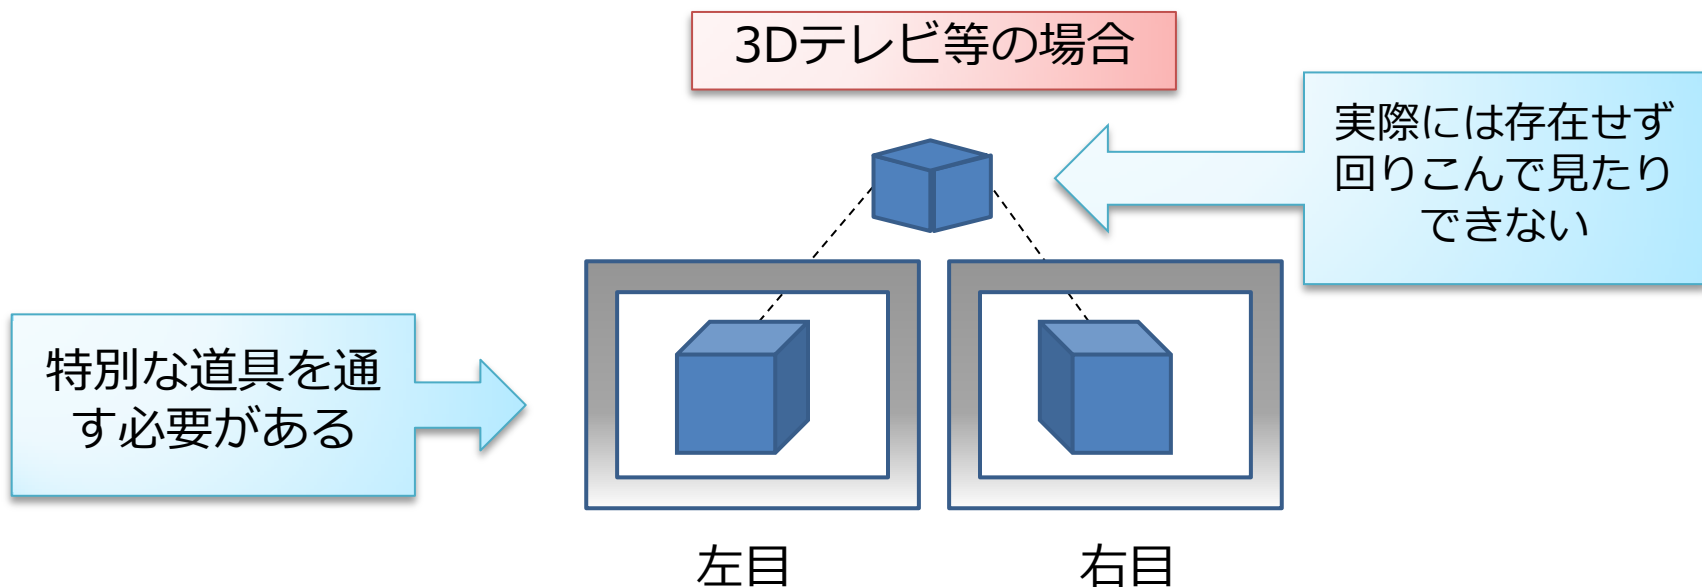 3Dテレビ等の場合
実際には存在せず
回りこんで見たり
できない
特別な道具を通
す必要がある
左目
右目